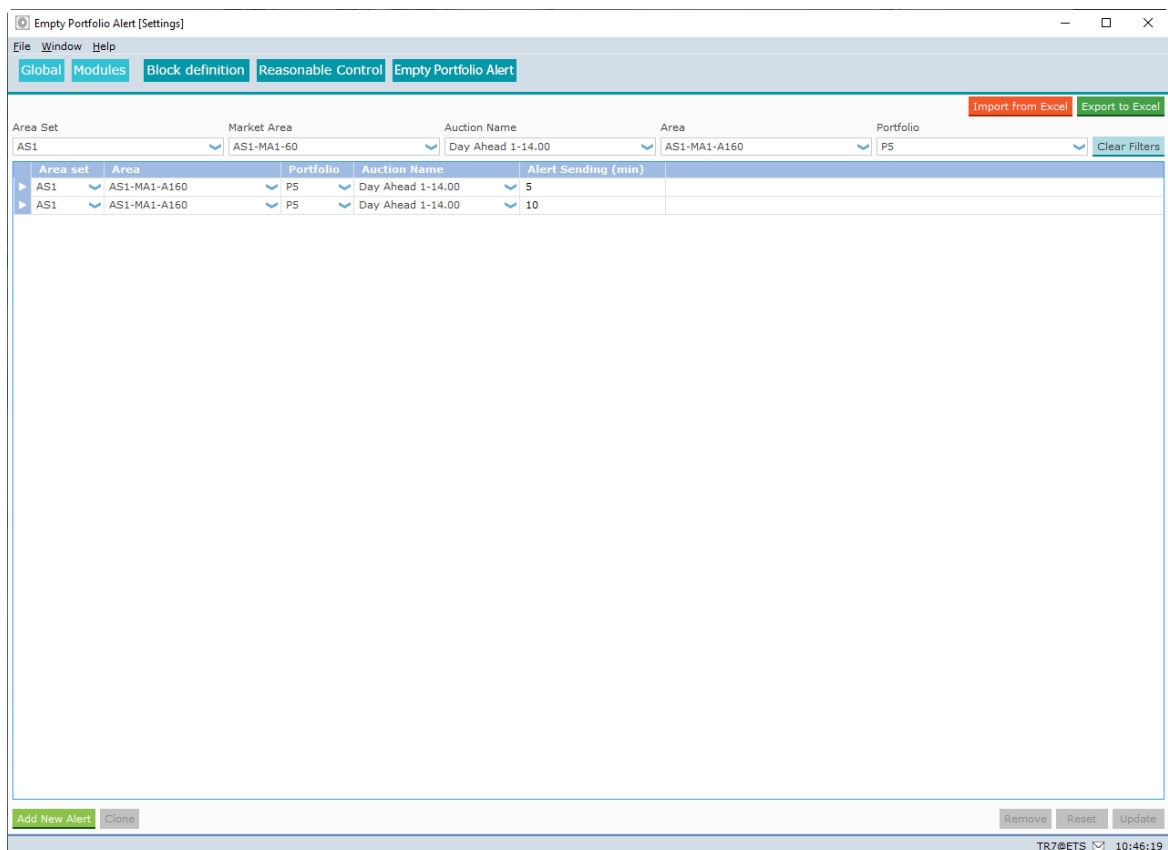 Empty Portfolio Alert [Settings]
File Window Help
Global Modules Block definition Reasonable Control Empty Portfolio Alert
Import from Excel Export to Excel
Area Set Market Area Auction Name Area Portfolio
AS1 AS1-MA1-60 Day Ahead 1-14.00 AS1-MA1-A160 P5 Clear Filters
Area set Area Portfolio Auction Name Alert Sending (min)
AS1 AS1-MA1-A160 P5 Day Ahead 1-14.00 5
AS1 AS1-MA1-A160 P5 Day Ahead 1-14.00 10
Add New Alert Clone Remove Reset Update
TR7@ETS 10:46:19